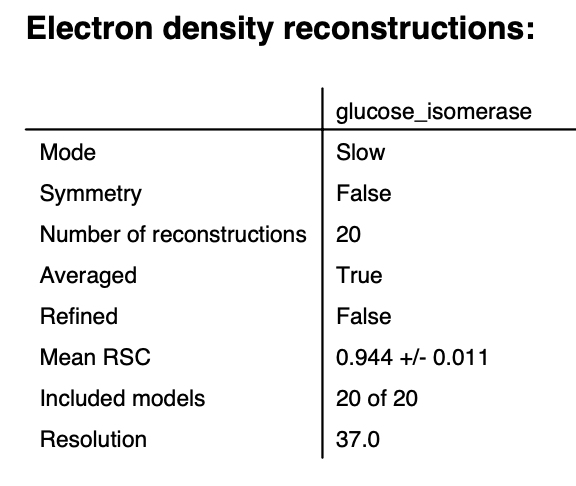 Electron density reconstructions:
glucose_isomerase
Mode Slow
Symmetry False
Number of reconstructions 20
Averaged True
Refined False
Mean RSC 0.944 +/- 0.011
Included models 20 of 20
Resolution 37.0